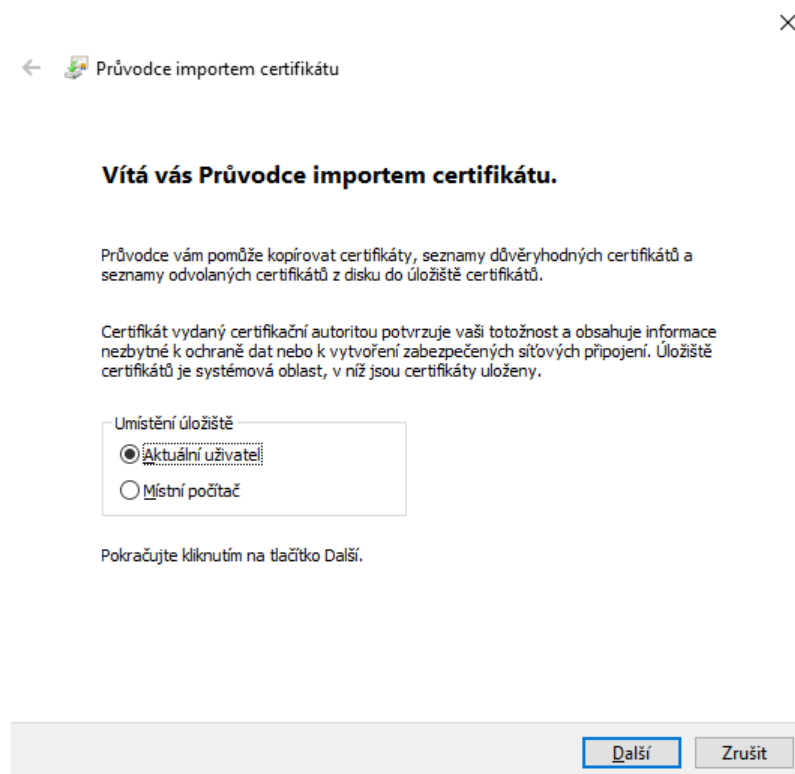 Průvodce importem certifikátu
Vítá vás Průvodce importem certifikátu.
Průvodce vám pomůže kopírovat certifikáty, seznamy důvěryhodných certifikátů a
seznamy odvolaných certifikátů z disku do úložiště certifikátů.
Certifikát vydaný certifikační autoritou potvrzuje vaši totožnost a obsahuje informace
nezbytné k ochraně dat nebo k vytvoření zabezpečených síťových připojení. Úložiště
certifikátů je systémová oblast, v níž jsou certifikáty uloženy.
Umístění úložiště
Aktuální uživatel
Místní počítač
Pokračujte kliknutím na tlačítko Další.
Další
Zrušit